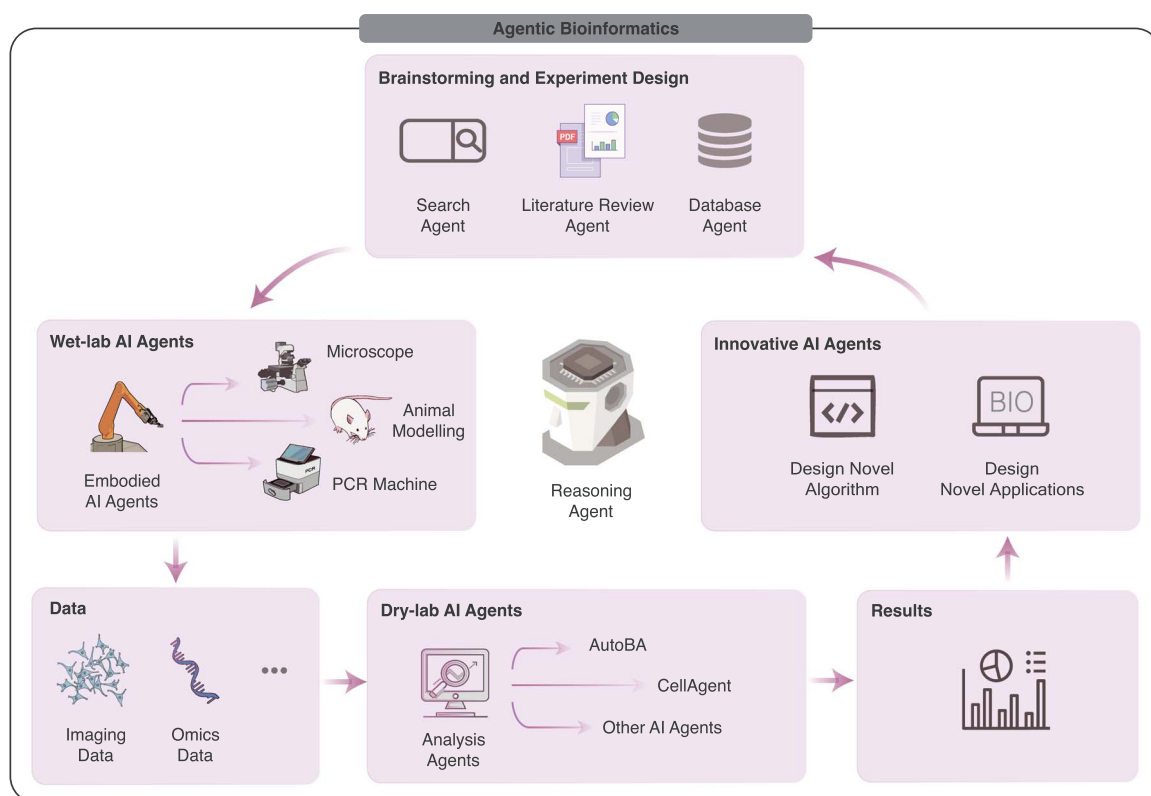 Agentic Bioinformatics
Brainstorming and Experiment Design
PDF
Search
Agent
Literature Review
Agent
Database
Agent
Wet-lab AI Agents
Microscope
Animal
Modelling
PCR
PCR Machine
Embodied
AI Agents
Reasoning
Agent
Innovative AI Agents
</>
BIO
Design Novel
Algorithm
Design
Novel Applications
Data
Imaging
Data
Omics
Data
•••
Dry-lab AI Agents
AutoBA
CellAgent
Other AI Agents
Analysis
Agents
Results